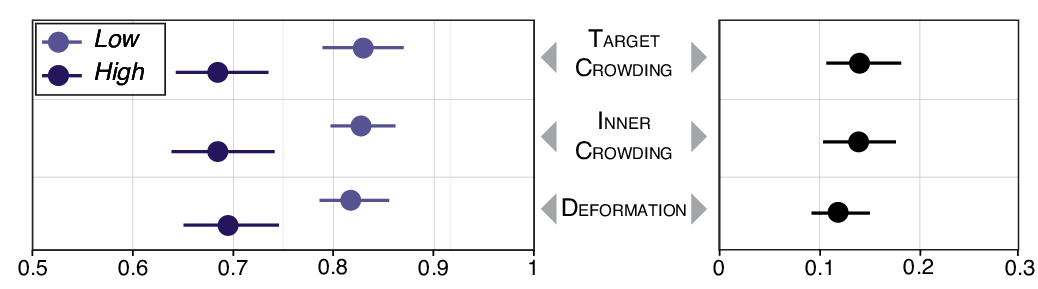 Low
High
TARGET
CROWDING
INNER
CROWDING
DEFORMATION
0.5 0.6 0.7 0.8 0.9 1
0 0.1 0.2 0.3